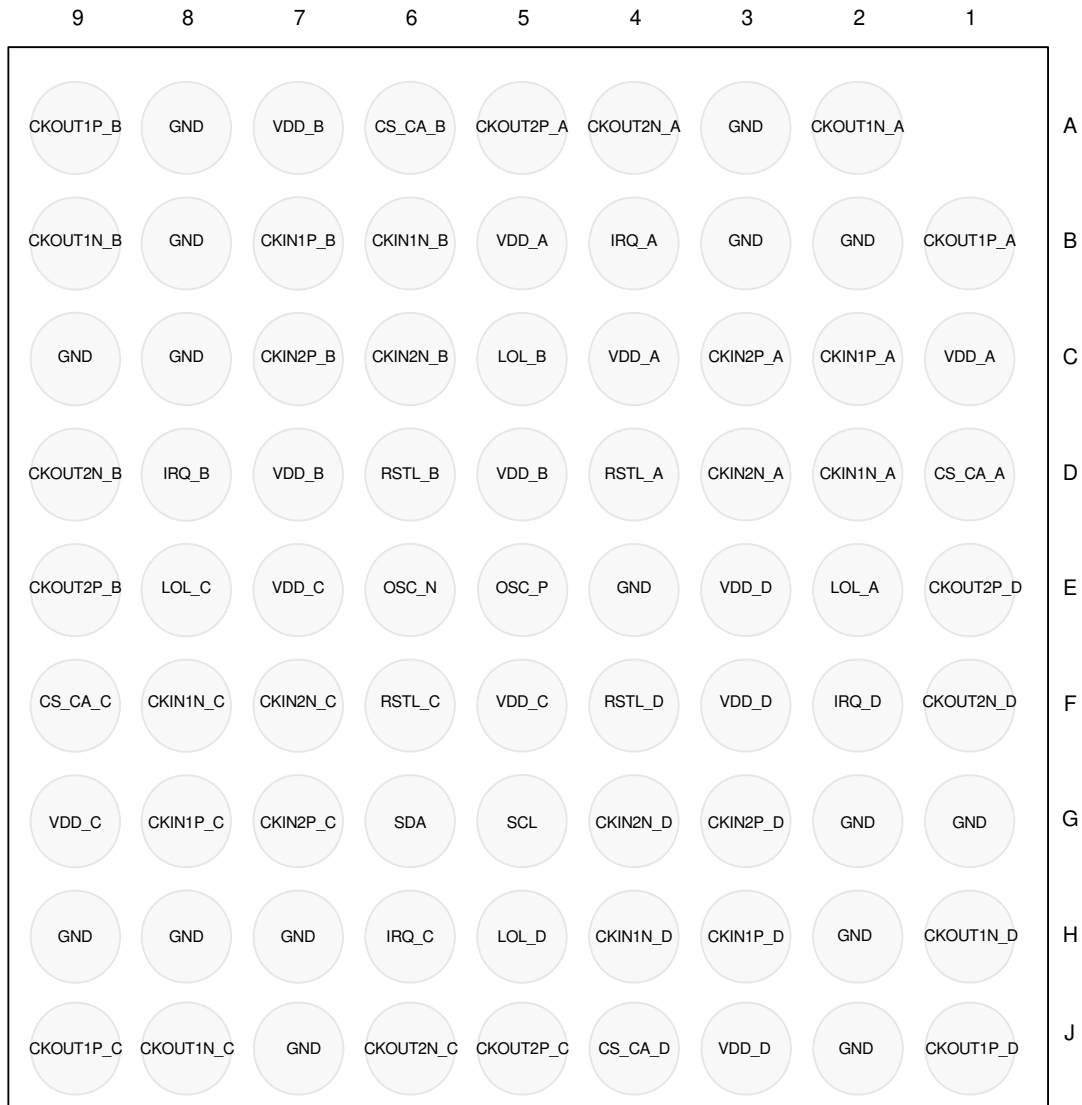 9 8 7 6 5 4 3 2 1
CKOUT1P_B GND VDD_B CS_CA_B CKOUT2P_A CKOUT2N_A GND CKOUT1N_A A
CKOUT1N_B GND CKIN1P_B CKIN1N_B VDD_A IRQ_A GND GND CKOUT1P_A B
GND GND CKIN2P_B CKIN2N_B LOL_B VDD_A CKIN2P_A CKIN1P_A VDD_A C
CKOUT2N_B IRQ_B VDD_B RSTL_B VDD_B RSTL_A CKIN2N_A CKIN1N_A CS_CA_A D
CKOUT2P_B LOL_C VDD_C OSC_N OSC_P GND VDD_D LOL_A CKOUT2P_D E
CS_CA_C CKIN1N_C CKIN2N_C RSTL_C VDD_C RSTL_D VDD_D IRQ_D CKOUT2N_D F
VDD_C CKIN1P_C CKIN2P_C SDA SCL CKIN2N_D CKIN2P_D GND GND G
GND GND GND IRQ_C LOL_D CKIN1N_D CKIN1P_D GND CKOUT1N_D H
CKOUT1P_C CKOUT1N_C GND CKOUT2N_C CKOUT2P_C CS_CA_D VDD_D GND CKOUT1P_D J